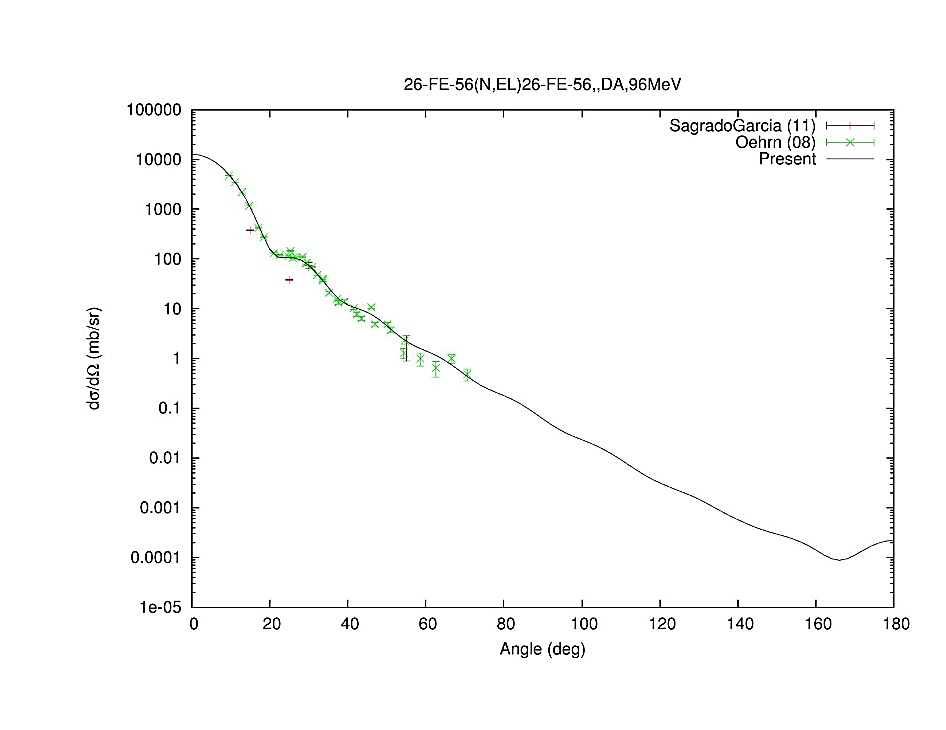 26-FE-56(N,EL)26-FE-56,,DA,96MeV
SagradoGarcia (11)
Oehrn (08)
Present
100000
10000
1000
100
10
1
0.1
0.01
0.001
0.0001
1e-05
dσ/dΩ (mb/sr)
0 20 40 60 80 100 120 140 160 180
Angle (deg)